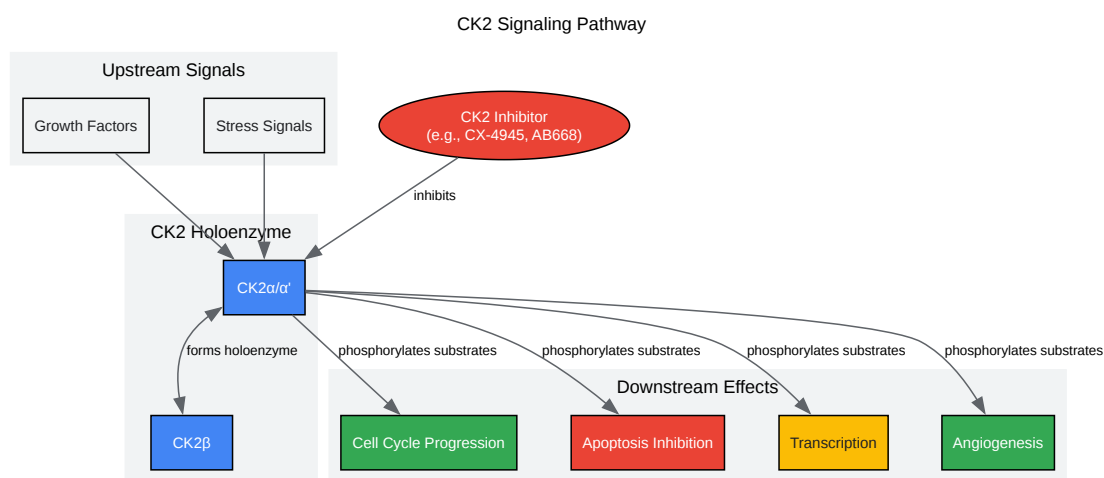 CK2 Signaling Pathway
Upstream Signals
Growth Factors
Stress Signals
CK2 Inhibitor
(e.g., CX-4945, AB668)
inhibits
CK2 Holoenzyme
CK2α/α'
forms holoenzyme
phosphorylates substrates
phosphorylates substrates
phosphorylates substrates
phosphorylates substrates
Downstream Effects
CK2β
Cell Cycle Progression
Apoptosis Inhibition
Transcription
Angiogenesis